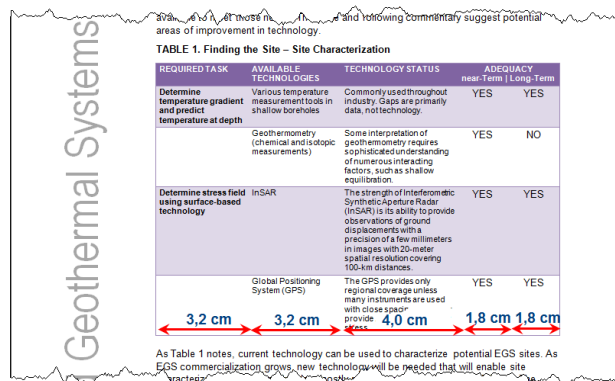 Geothermal Systems
and following commentary suggest potential
areas of improvement in technology.
TABLE 1. Finding the Site – Site Characterization
REQUIRED TASK AVAILABLE TECHNOLOGY STATUS ADEQUACY
TECHNOLOGIES near-Term | Long-Term
Determine Various temperature Commonly used throughout YES YES
temperature gradient measurement tools in industry. Gaps are primarily
and predict shallow boreholes data, not technology.
temperature at depth
Geothermometry Some interpretation of YES NO
(chemical and isotopic geothermometry requires
measurements) sophisticated understanding
of numerous interacting
factors, such as shallow
equilibration.
Determine stress field InSAR The strength of Interferometric YES YES
using surface-based Synthetic Aperture Radar
technology (InSAR) is its ability to provide
observations of ground
displacements with a
precision of a few millimeters
in images with 20-meter
spatial resolution covering
100-km distances.
Global Positioning The GPS provides only YES YES
System (GPS) regional coverage unless
many instruments are used
with close
provide
stress
3,2 cm 3,2 cm 4,0 cm 1,8 cm 1,8 cm
As Table 1 notes, current technology can be used to characterize potential EGS sites. As
EGS commercialization grows, new technology will be needed that will enable site